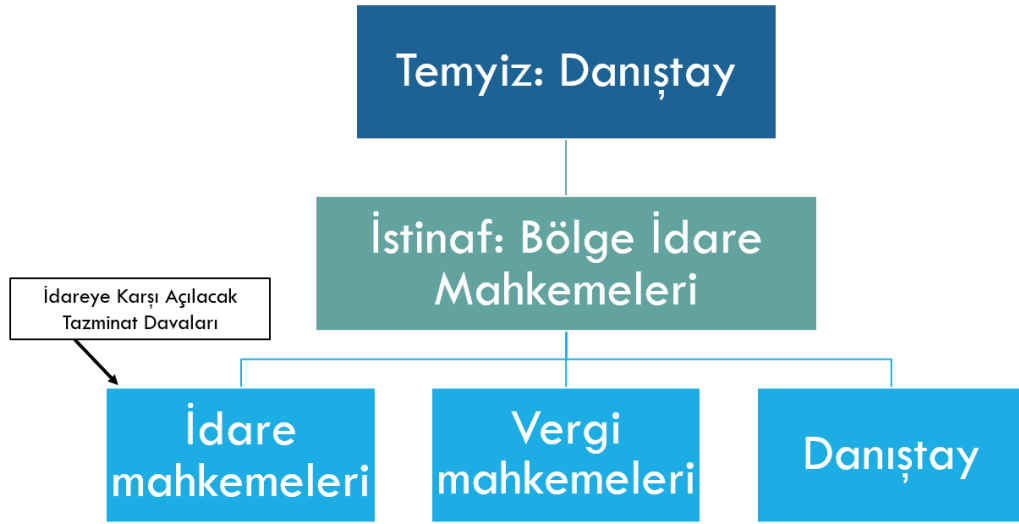 Temyiz: Danıştay
İstinaf: Bölge İdare
Mahkemeleri
İdareye Karşı Açılacak
Tazminat Davaları
İdare
mahkemeleri
Vergi
mahkemeleri
Danıştay